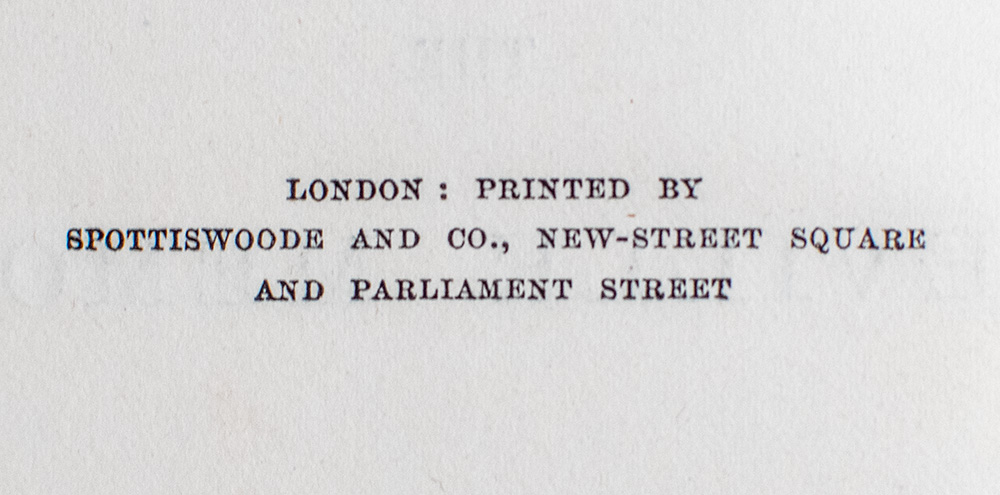 LONDON : PRINTED BY
SPOTTISWOODE AND CO., NEW-STREET SQUARE
AND PARLIAMENT STREET